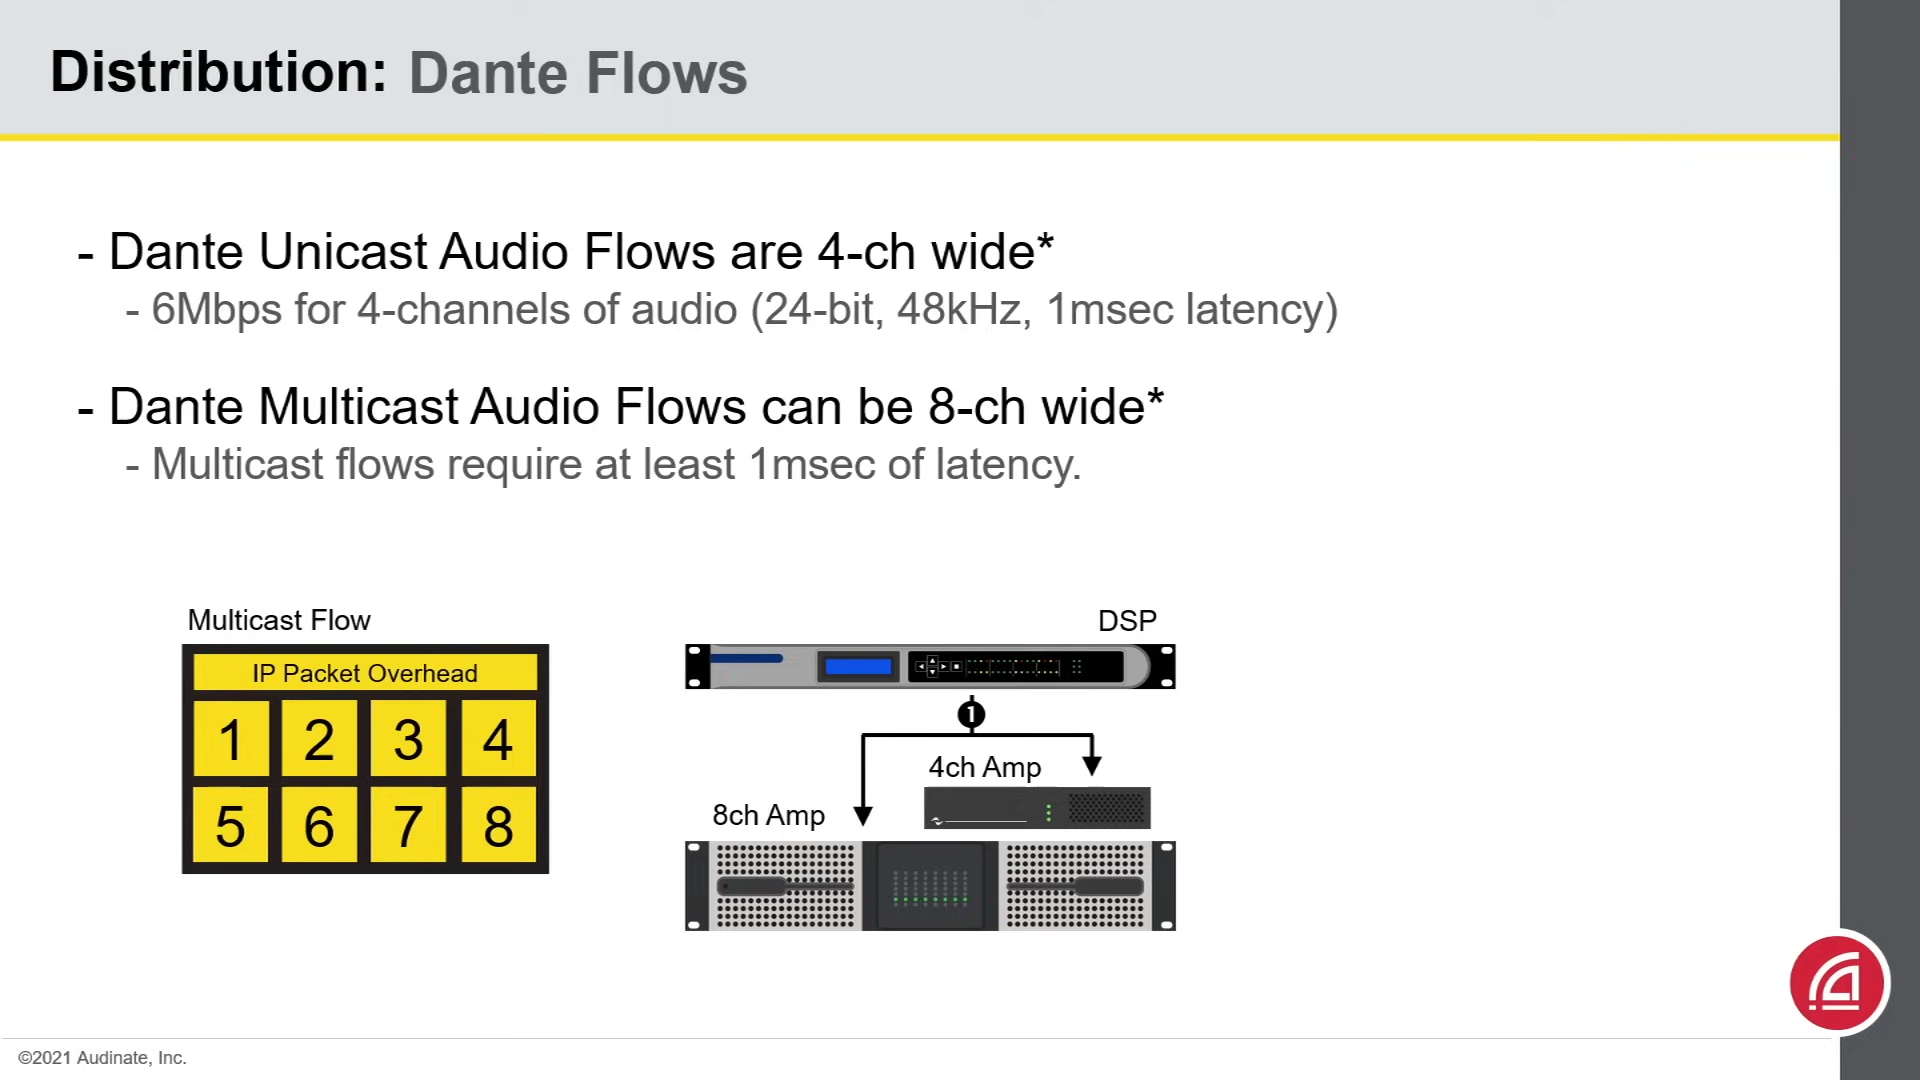 Distribution: Dante Flows
- Dante Unicast Audio Flows are 4-ch wide*
- 6Mbps for 4-channels of audio (24-bit, 48kHz, 1msec latency)
- Dante Multicast Audio Flows can be 8-ch wide*
- Multicast flows require at least 1msec of latency.
Multicast Flow
IP Packet Overhead
1 2 3 4
5 6 7 8
DSP
1
4ch Amp
8ch Amp
©2021 Audinate, Inc.